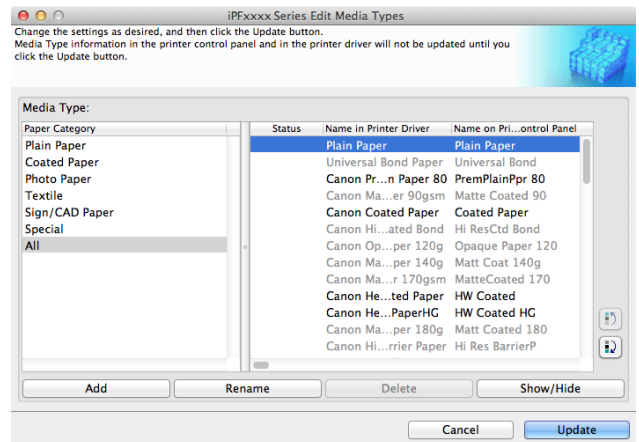 iPFxxxx Series Edit Media Types
Change the settings as desired, and then click the Update button.
Media Type information in the printer control panel and in the printer driver will not be updated until you
click the Update button.
Media Type:
Paper Category Status Name in Printer Driver Name on Pri...ontrol Panel
Plain Paper Plain Paper Plain Paper
Coated Paper Universal Bond Paper Universal Bond
Photo Paper Canon Pr...n Paper 80 PremPlainPpr 80
Textile Canon Ma...er 90gsm Matte Coated 90
Sign/CAD Paper Canon Coated Paper Coated Paper
Special Canon Hi...ated Bond Hi ResCtd Bond
All Canon Op...per 120g Opaque Paper 120
Canon Ma...per 140g Matt Coat 140g
Canon Ma...r 170gsm MatteCoated 170
Canon He...ted Paper HW Coated
Canon He...PaperHG HW Coated HG
Canon Ma...per 180g Matt Coated 180
Canon Hi...rrier Paper Hi Res BarrierP
Add Rename Delete Show/Hide
Cancel Update